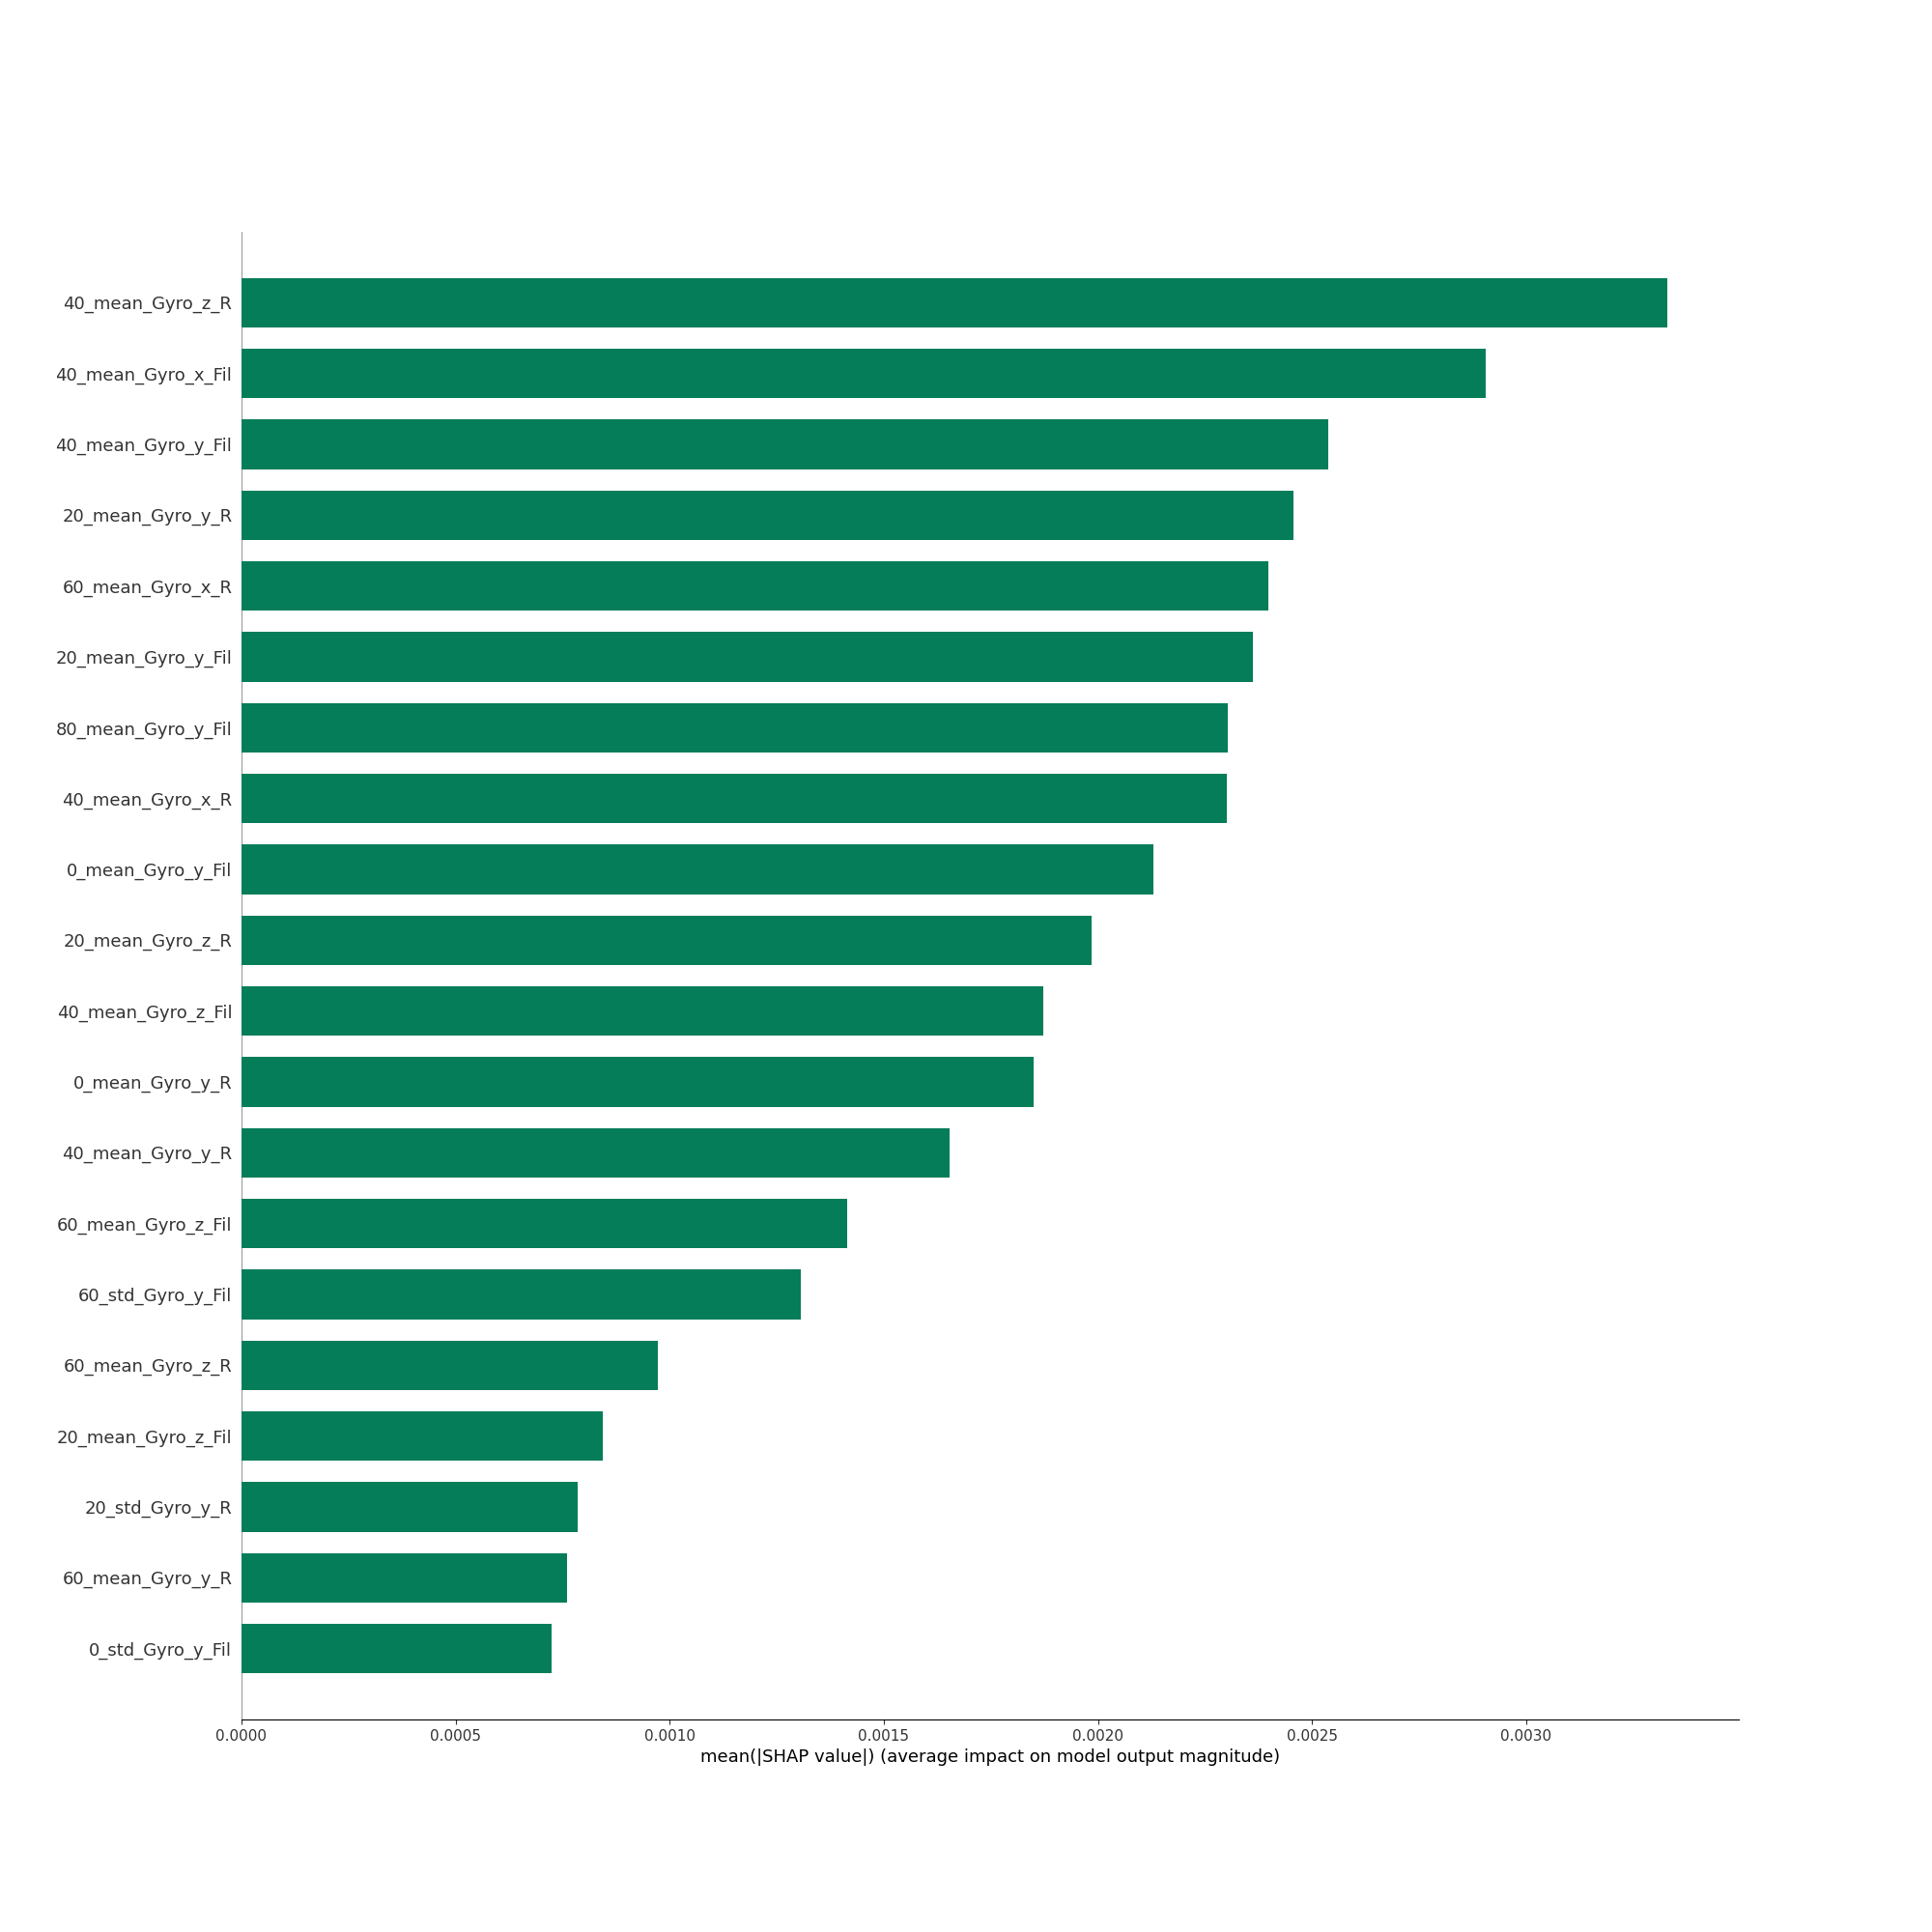 40_mean_Gyro_z_R
40_mean_Gyro_x_Fil
40_mean_Gyro_y_Fil
20_mean_Gyro_y_R
60_mean_Gyro_x_R
20_mean_Gyro_y_Fil
80_mean_Gyro_y_Fil
40_mean_Gyro_x_R
0_mean_Gyro_y_Fil
20_mean_Gyro_z_R
40_mean_Gyro_z_Fil
0_mean_Gyro_y_R
40_mean_Gyro_y_R
60_mean_Gyro_z_Fil
60_std_Gyro_y_Fil
60_mean_Gyro_z_R
20_mean_Gyro_z_Fil
20_std_Gyro_y_R
60_mean_Gyro_y_R
0_std_Gyro_y_Fil
0.0000 0.0005 0.0010 0.0015 0.0020 0.0025 0.0030
mean(|SHAP value|) (average impact on model output magnitude)